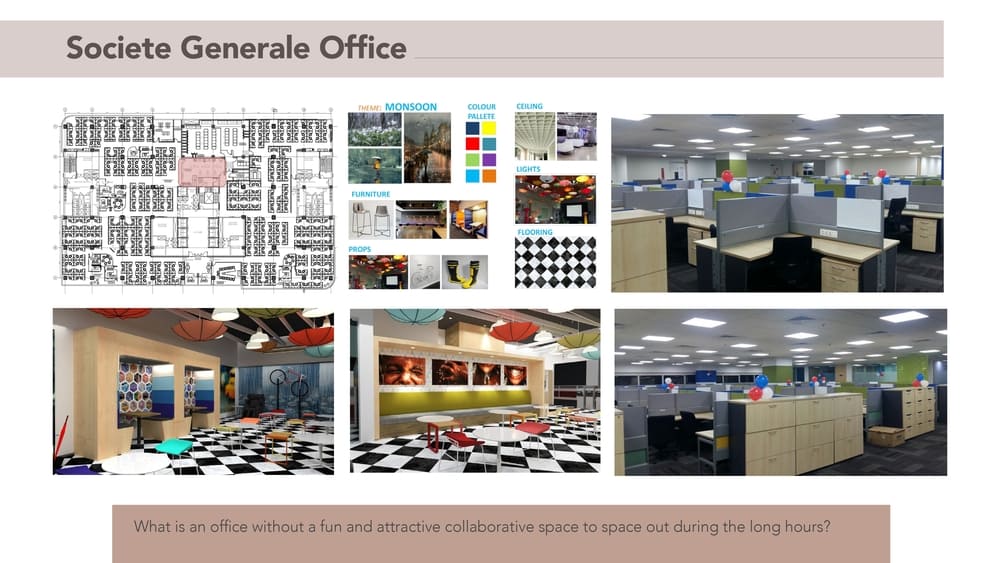 Societe Generale Office
THEME: MONSOON
COLOUR
PALLETE
CEILING
LIGHTS
FURNITURE
FLOORING
PROPS
What is an office without a fun and attractive collaborative space to space out during the long hours?